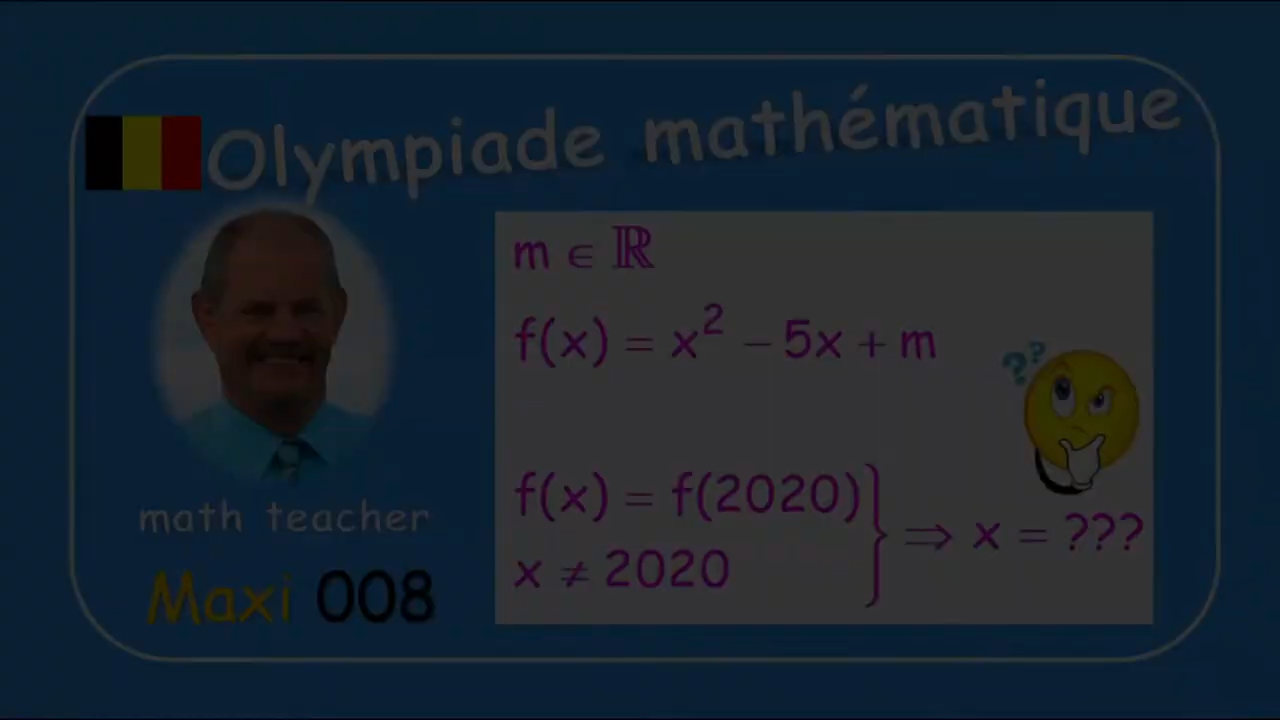 Olympiade mathématique
m ∈ ℝ
f(x) = x² − 5x + m
??
f(x) = f(2020)
x ≠ 2020
} ⇒ x = ???
math teacher
Maxi 008